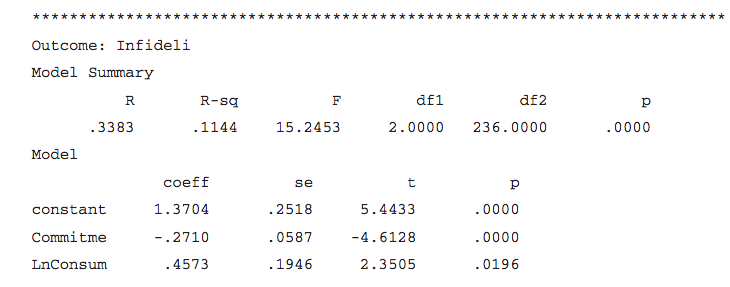 **************************************************************************
Outcome: Infideli
Model Summary
R R-sq F df1 df2 p
.3383 .1144 15.2453 2.0000 236.0000 .0000
Model
coeff se t p
constant 1.3704 .2518 5.4433 .0000
Commitme -.2710 .0587 -4.6128 .0000
LnConsum .4573 .1946 2.3505 .0196